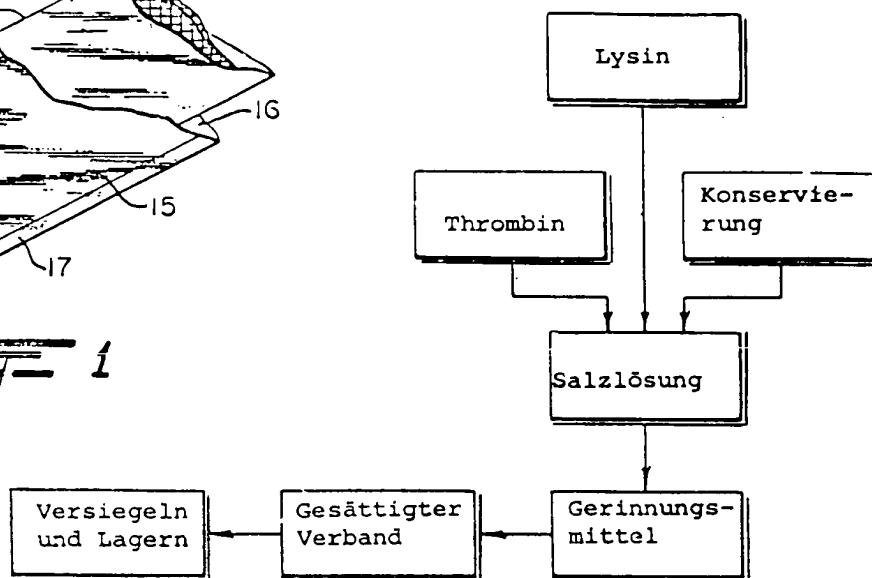 Lysin
16
Thrombin
Konservie-
rung
15
17
1
Salzlösung
Versiegeln
und Lagern
Gesättigter
Verband
Gerinnungs-
mittel